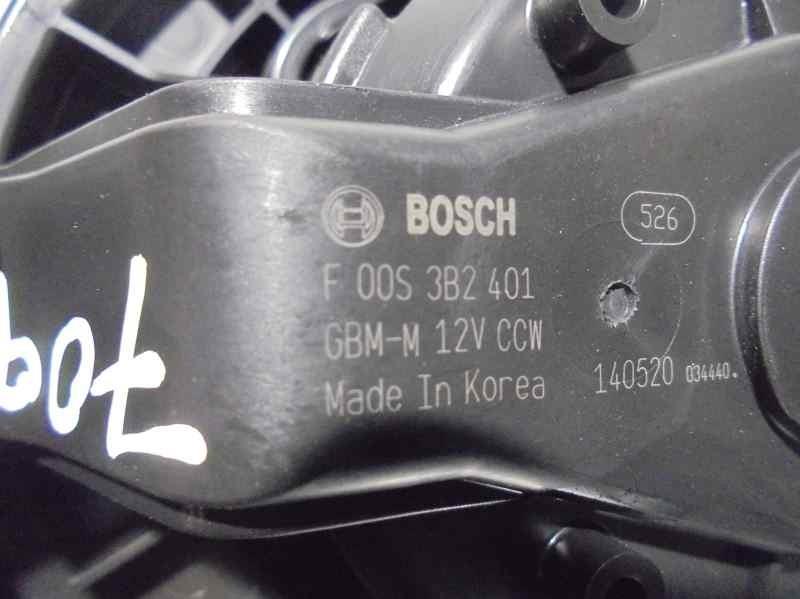 BOSCH
526
F 00S 3B2 401
GBM-M 12V CCW
Made In Korea
140520 034440.